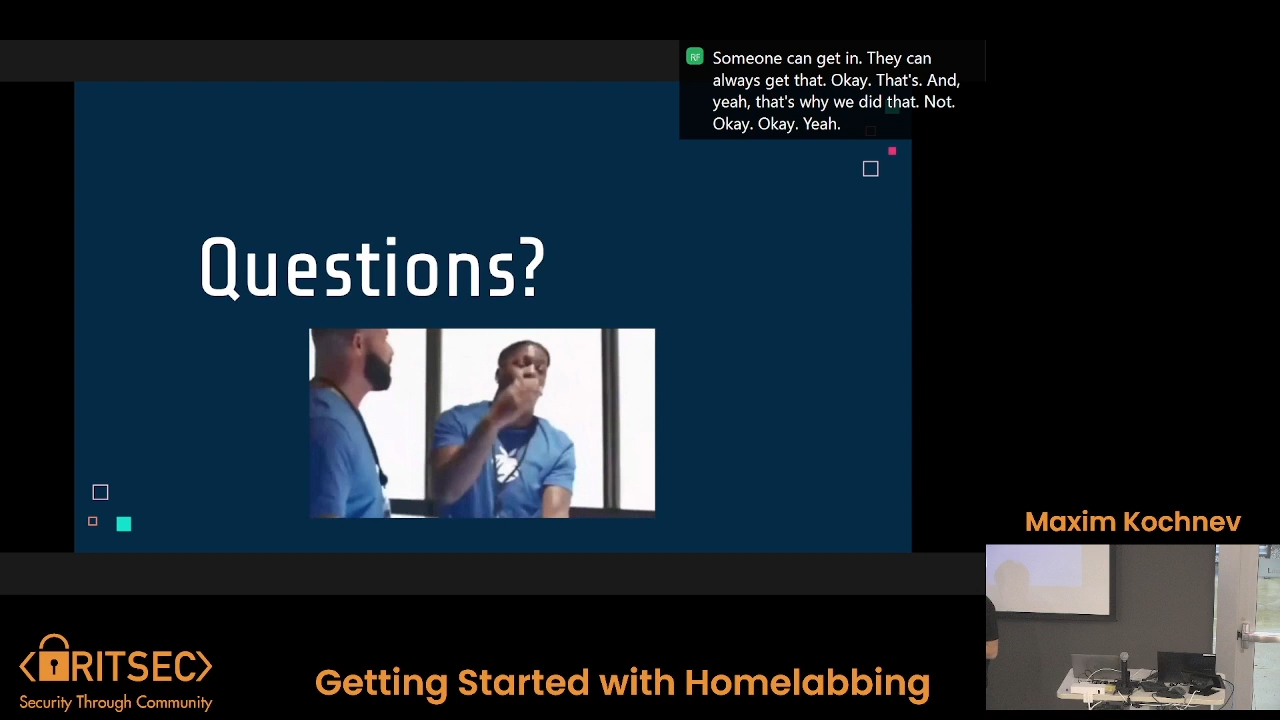 RF
Someone can get in. They can
always get that. Okay. That's. And,
yeah, that's why we did that. Not.
Okay. Okay. Yeah.
Questions?
Maxim Kochnev
RITSEC
Security Through Community
Getting Started with Homelabbing